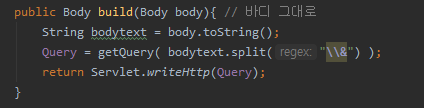 public Body build(Body body){ // 바디 그대로
String bodytext = body.toString();
Query = getQuery( bodytext.split( regex: "\\&") );
return Servlet.writeHttp(Query);
}